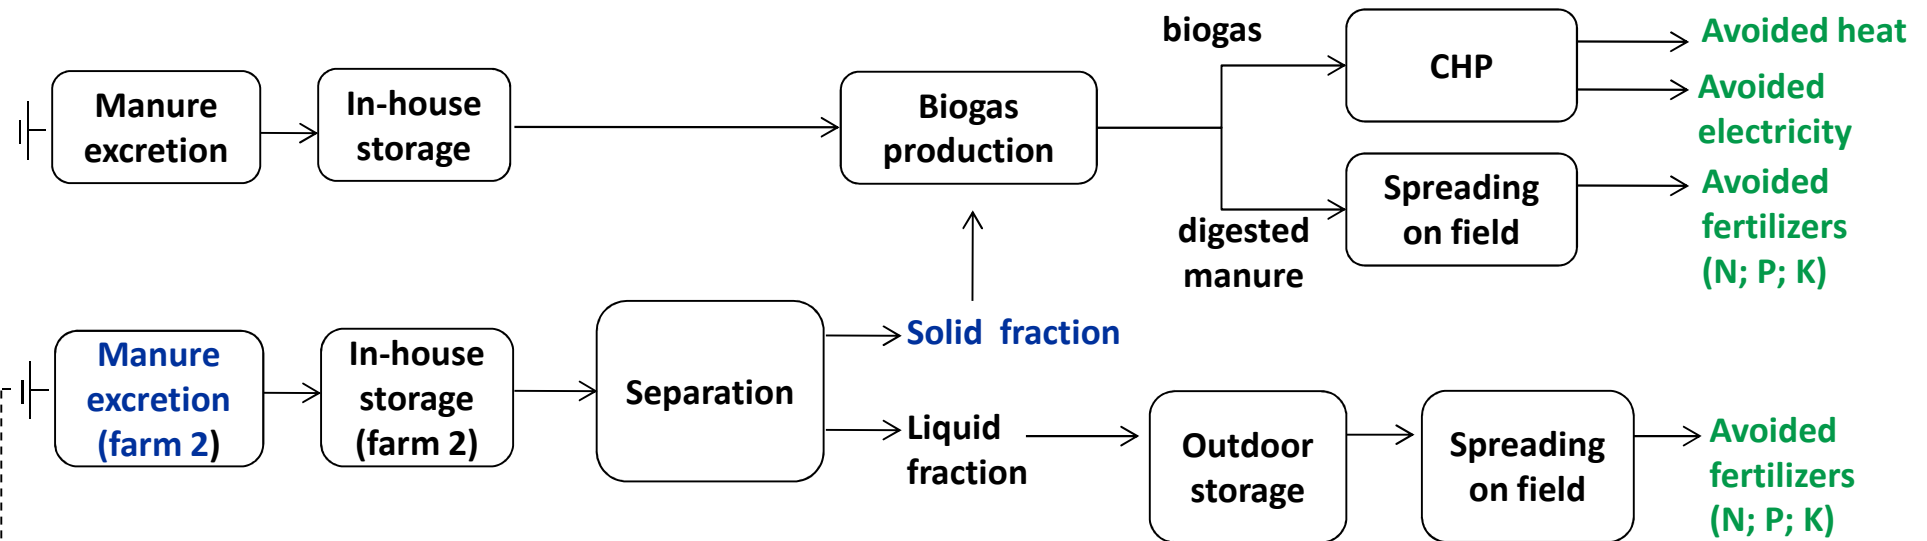 Manure
excretion
In-house
storage
Biogas
production
biogas
digested
manure
CHP
Spreading
on field
Avoided heat
Avoided
electricity
Avoided
fertilizers
(N; P; K)
Manure
excretion
(farm 2)
In-house
storage
(farm 2)
Separation
Solid fraction
Liquid
fraction
Outdoor
storage
Spreading
on field
Avoided
fertilizers
(N; P; K)